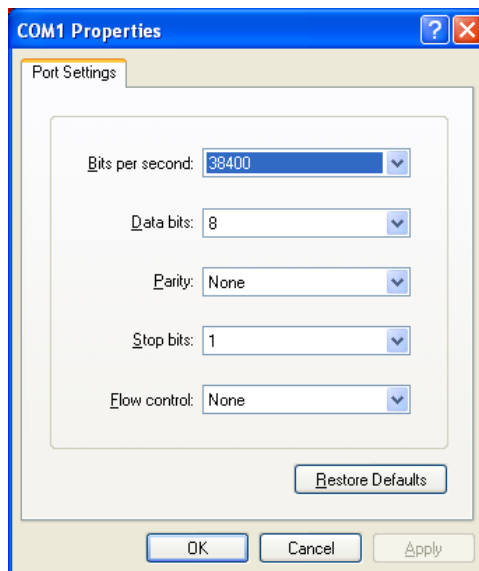 COM1 Properties
Port Settings
Bits per second: 38400
Data bits: 8
Parity: None
Stop bits: 1
Flow control: None
Restore Defaults
OK Cancel Apply